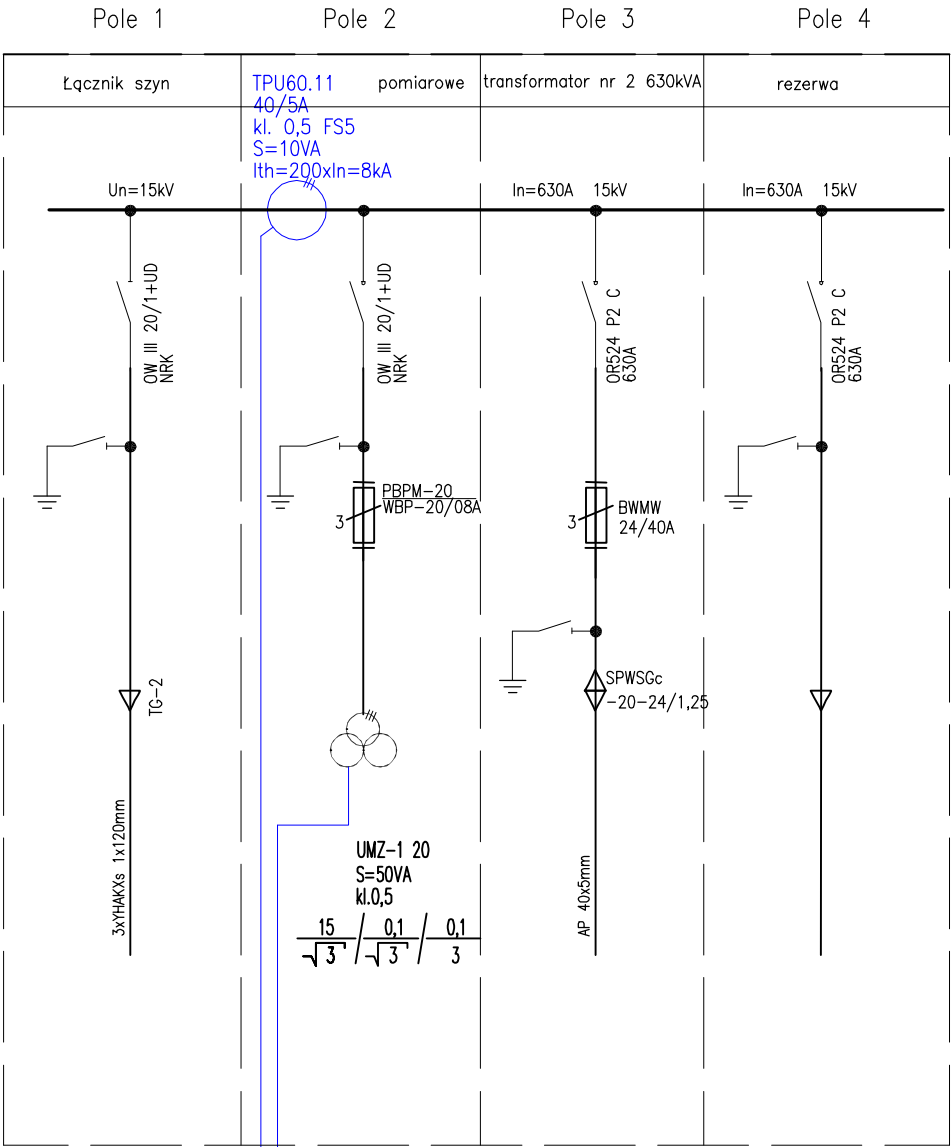 Pole 1
Pole 2
Pole 3
Pole 4
Łącznik szyn
TPU60.11
40/5A
kl. 0,5 FS5
S=10VA
Ith=200xIn=8kA
pomiarowe
transformator nr 2 630kVA
rezerwa
Un=15kV
In=630A 15kV
In=630A 15kV
OW III 20/1+UD
NRK
OW III 20/1+UD
NRK
OR524 P2 C
630A
OR524 P2 C
630A
3
PBPM-20
WBP-20/08A
3
BWMW
24/40A
TG-2
SPWSGc
-20-24/1,25
3xYHAKXs 1x120mm
UMZ-1 20
S=50VA
kl.0,5
15 / 0,1 / 0,1
√3 / √3 / 3
AP 40x5mm